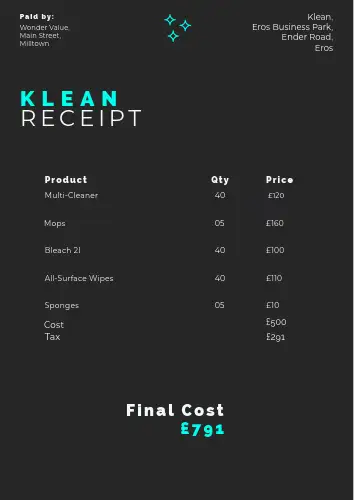 Paid by:
Wonder Value,
Main Street,
Milltown
Klean,
Eros Business Park,
Ender Road,
Eros
KLEAN
RECEIPT
Product Qty Price
Multi-Cleaner 40 £120
Mops 05 £160
Bleach 2l 40 £100
All-Surface Wipes 40 £110
Sponges 05 £10
Cost £500
Tax £291
Final Cost
£791